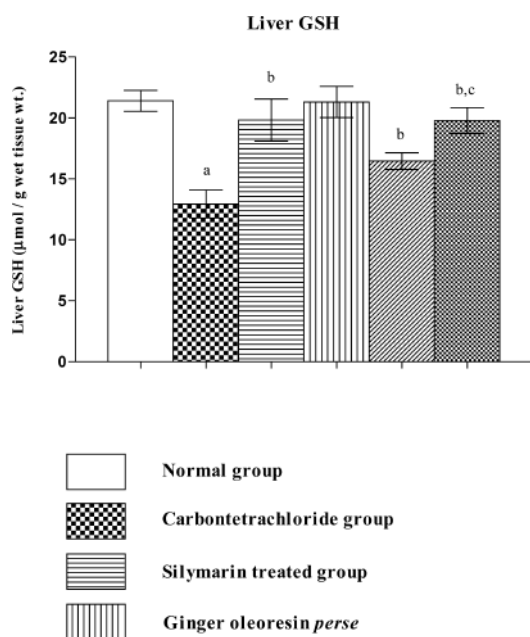 Liver GSH
Liver GSH (µmol / g wet tissue wt.)
25
20
15
10
5
0
a
b
b
b,c
Normal group
Carbontetrachloride group
Silymarin treated group
Ginger oleoresin perse